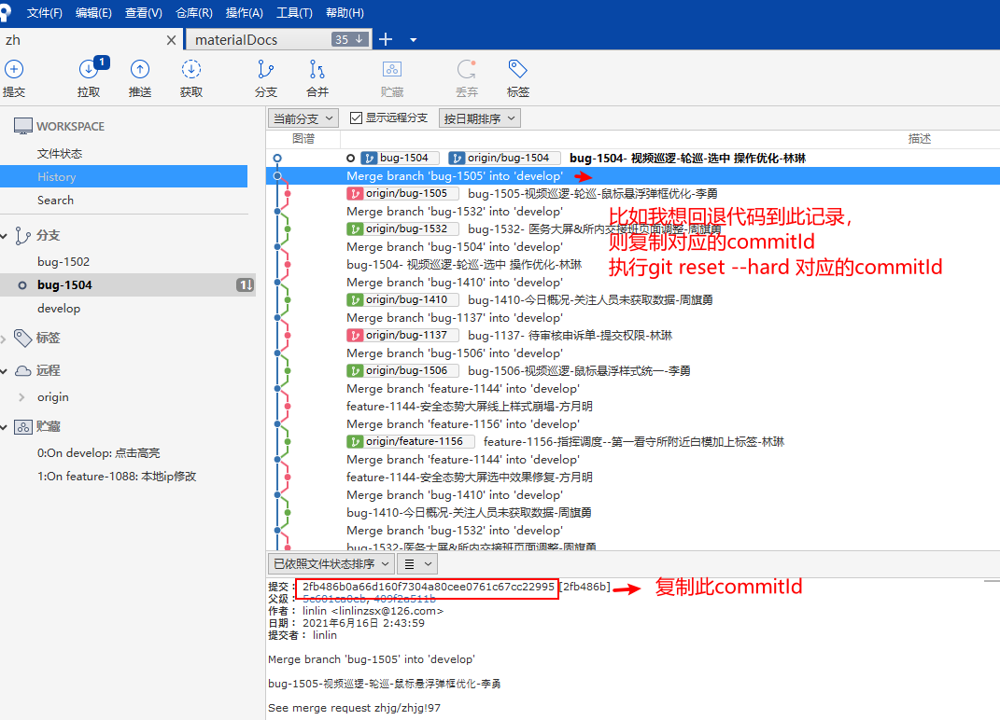 文件(F) 编辑(E) 查看(V) 仓库(R) 操作(A) 工具(T) 帮助(H)
zh
materialDocs 35
1
提交 拉取 推送 获取 分支 合并 贮藏 丢弃 标签
WORKSPACE
文件状态
History
Search
分支
bug-1502
bug-1504 1
develop
标签
远程
origin
贮藏
0:On develop: 点击高亮
1:On feature-1088: 本地ip修改
当前分支 显示远程分支 按日期排序
图谱 描述
bug-1504 origin/bug-1504 bug-1504- 视频巡逻-轮巡-选中 操作优化-林琳
Merge branch 'bug-1505' into 'develop'
origin/bug-1505 bug-1505-视频巡逻-轮巡-鼠标悬浮弹框优化-李勇
Merge branch 'bug-1532' into 'develop'
origin/bug-1532 bug-1532- 医务大屏&所内交接班页面调整-周旗勇
Merge branch 'bug-1504' into 'develop'
bug-1504- 视频巡逻-轮巡-选中 操作优化-林琳
Merge branch 'bug-1410' into 'develop'
origin/bug-1410 bug-1410-今日概况-关注人员未获取数据-周旗勇
Merge branch 'bug-1137' into 'develop'
origin/bug-1137 bug-1137- 待审核申诉单-提交权限-林琳
Merge branch 'bug-1506' into 'develop'
origin/bug-1506 bug-1506-视频巡逻-鼠标悬浮样式统一-李勇
Merge branch 'feature-1144' into 'develop'
feature-1144-安全态势大屏线上样式崩塌-方月明
Merge branch 'feature-1156' into 'develop'
origin/feature-1156 feature-1156-指挥调度--第一看守所附近白模加上标签-林琳
Merge branch 'feature-1144' into 'develop'
feature-1144-安全态势大屏选中效果修复-方月明
Merge branch 'bug-1410' into 'develop'
bug-1410-今日概况-关注人员未获取数据-周旗勇
Merge branch 'bug-1532' into 'develop'
bug-1532-医务大屏&所内交接班页面调整-周旗勇
比如我想回退代码到此记录，
则复制对应的commitId
执行git reset --hard 对应的commitId
已依照文件状态排序
提交： 2fb486b0a66d160f7304a80cee0761c67cc22995 [2fb486b]
复制此commitId
父级： 5c601ca0eb, 409f2a511b
作者： linlin <linlinzsx@126.com>
日期： 2021年6月16日 2:43:59
提交者： linlin
Merge branch 'bug-1505' into 'develop'
bug-1505-视频巡逻-轮巡-鼠标悬浮弹框优化-李勇
See merge request zhjg/zhjg!97